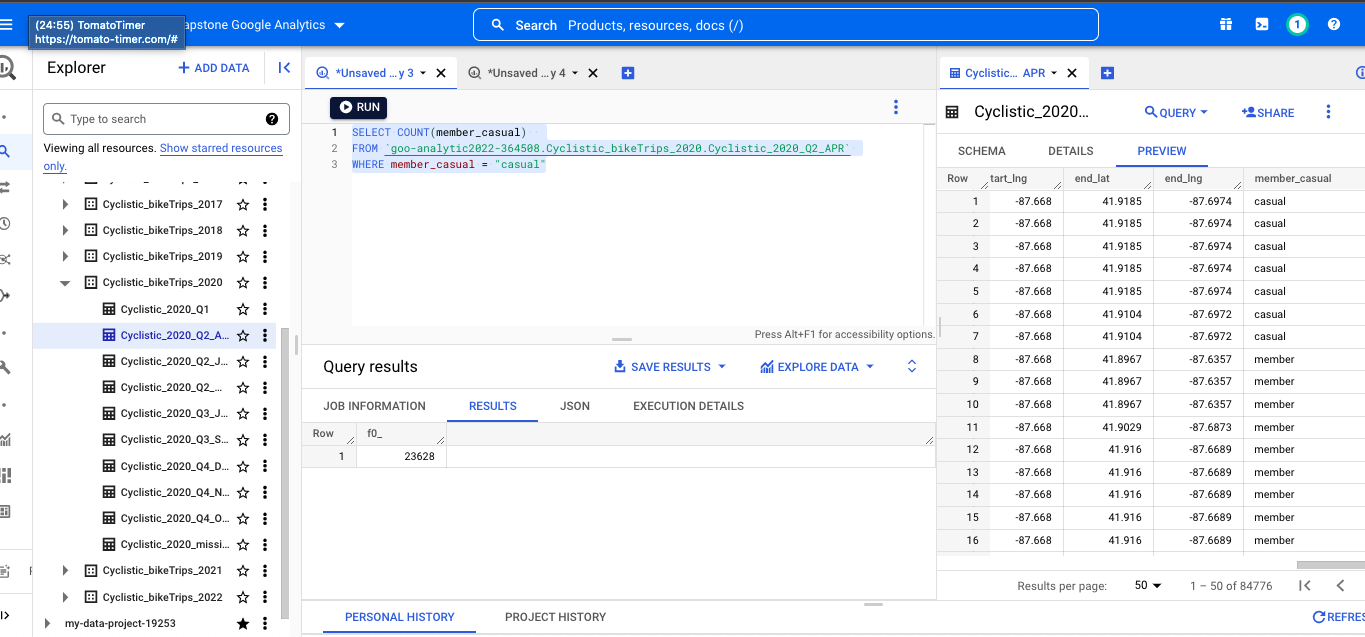 (24:55) TomatoTimer
https://tomato-timer.com/#
apstone Google Analytics
Search Products, resources, docs (/)
1
Explorer
+ ADD DATA
Type to search
Viewing all resources. Show starred resources
only.
Cyclistic_bikeTrips_2017
Cyclistic_bikeTrips_2018
Cyclistic_bikeTrips_2019
Cyclistic_bikeTrips_2020
Cyclistic_2020_Q1
Cyclistic_2020_Q2_A...
Cyclistic_2020_Q2_J...
Cyclistic_2020_Q2_...
Cyclistic_2020_Q3_J...
Cyclistic_2020_Q3_S...
Cyclistic_2020_Q4_D...
Cyclistic_2020_Q4_N...
Cyclistic_2020_Q4_O...
Cyclistic_2020_missi...
Cyclistic_bikeTrips_2021
Cyclistic_bikeTrips_2022
my-data-project-19253
*Unsaved ...y 3
*Unsaved ...y 4
RUN
1 SELECT COUNT(member_casual)
2 FROM `goo-analytic2022-364508.Cyclistic_bikeTrips_2020.Cyclistic_2020_Q2_APR`
3 WHERE member_casual = "casual"
Press Alt+F1 for accessibility options.
Query results
SAVE RESULTS
EXPLORE DATA
JOB INFORMATION
RESULTS
JSON
EXECUTION DETAILS
Row f0_
1 23628
PERSONAL HISTORY
PROJECT HISTORY
REFRES
Cyclistic... APR
Cyclistic_2020...
QUERY
SHARE
SCHEMA
DETAILS
PREVIEW
Row tart_lng end_lat end_lng member_casual
1 -87.668 41.9185 -87.6974 casual
2 -87.668 41.9185 -87.6974 casual
3 -87.668 41.9185 -87.6974 casual
4 -87.668 41.9185 -87.6974 casual
5 -87.668 41.9185 -87.6974 casual
6 -87.668 41.9104 -87.6972 casual
7 -87.668 41.9104 -87.6972 casual
8 -87.668 41.8967 -87.6357 member
9 -87.668 41.8967 -87.6357 member
10 -87.668 41.8967 -87.6357 member
11 -87.668 41.9029 -87.6873 member
12 -87.668 41.916 -87.6689 member
13 -87.668 41.916 -87.6689 member
14 -87.668 41.916 -87.6689 member
15 -87.668 41.916 -87.6689 member
16 -87.668 41.916 -87.6689 member
Results per page: 50 1 – 50 of 84776